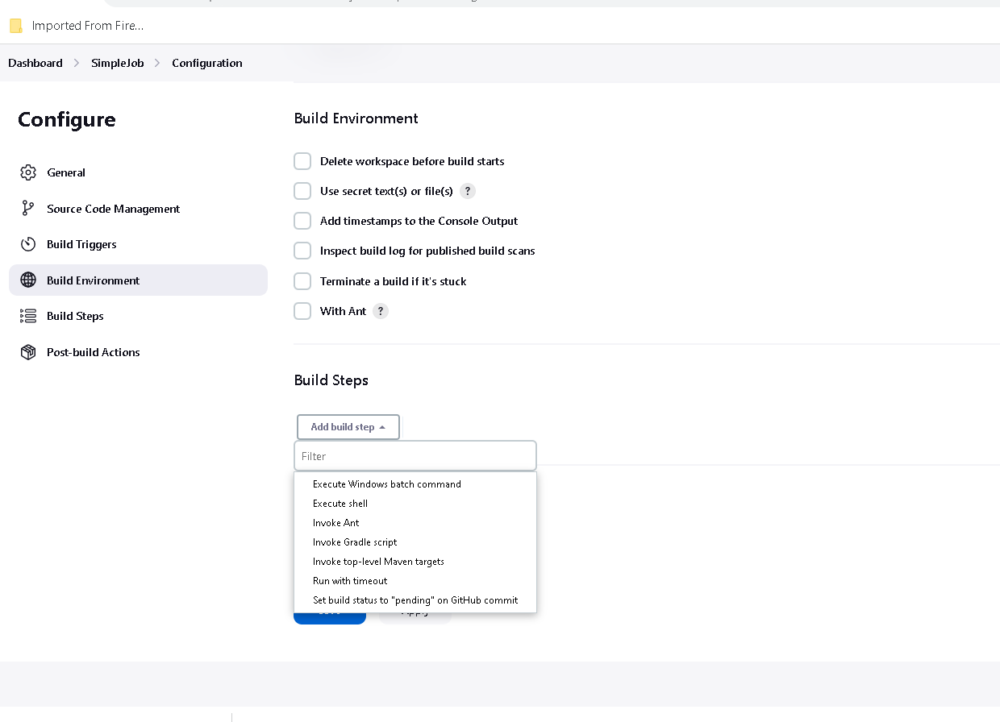 Imported From Fire...
Dashboard > SimpleJob > Configuration
Configure
General
Source Code Management
Build Triggers
Build Environment
Build Steps
Post-build Actions
Build Environment
Delete workspace before build starts
Use secret text(s) or file(s) ?
Add timestamps to the Console Output
Inspect build log for published build scans
Terminate a build if it's stuck
With Ant ?
Build Steps
Add build step
Filter
Execute Windows batch command
Execute shell
Invoke Ant
Invoke Gradle script
Invoke top-level Maven targets
Run with timeout
Set build status to "pending" on GitHub commit
Apply